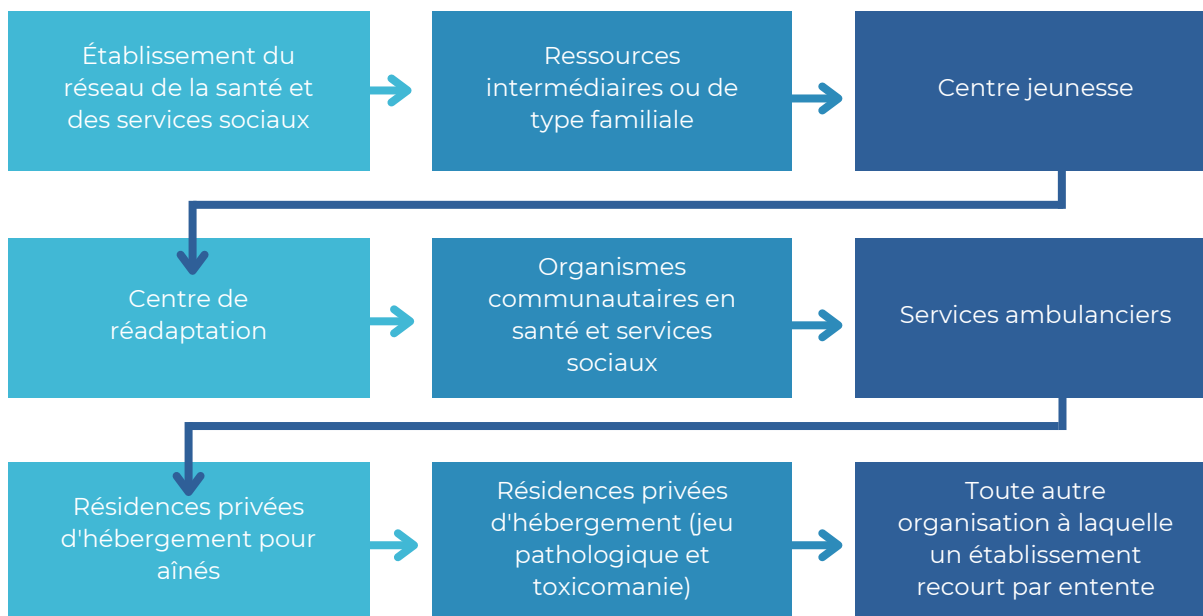 Établissement du
réseau de la santé et
des services sociaux
Ressources
intermédiaires ou de
type familiale
Centre jeunesse
Centre de
réadaptation
Organismes
communautaires en
santé et services
sociaux
Services ambulanciers
Résidences privées
d'hébergement pour
aînés
Résidences privées
d'hébergement (jeu
pathologique et
toxicomanie)
Toute autre
organisation à laquelle
un établissement
recourt par entente